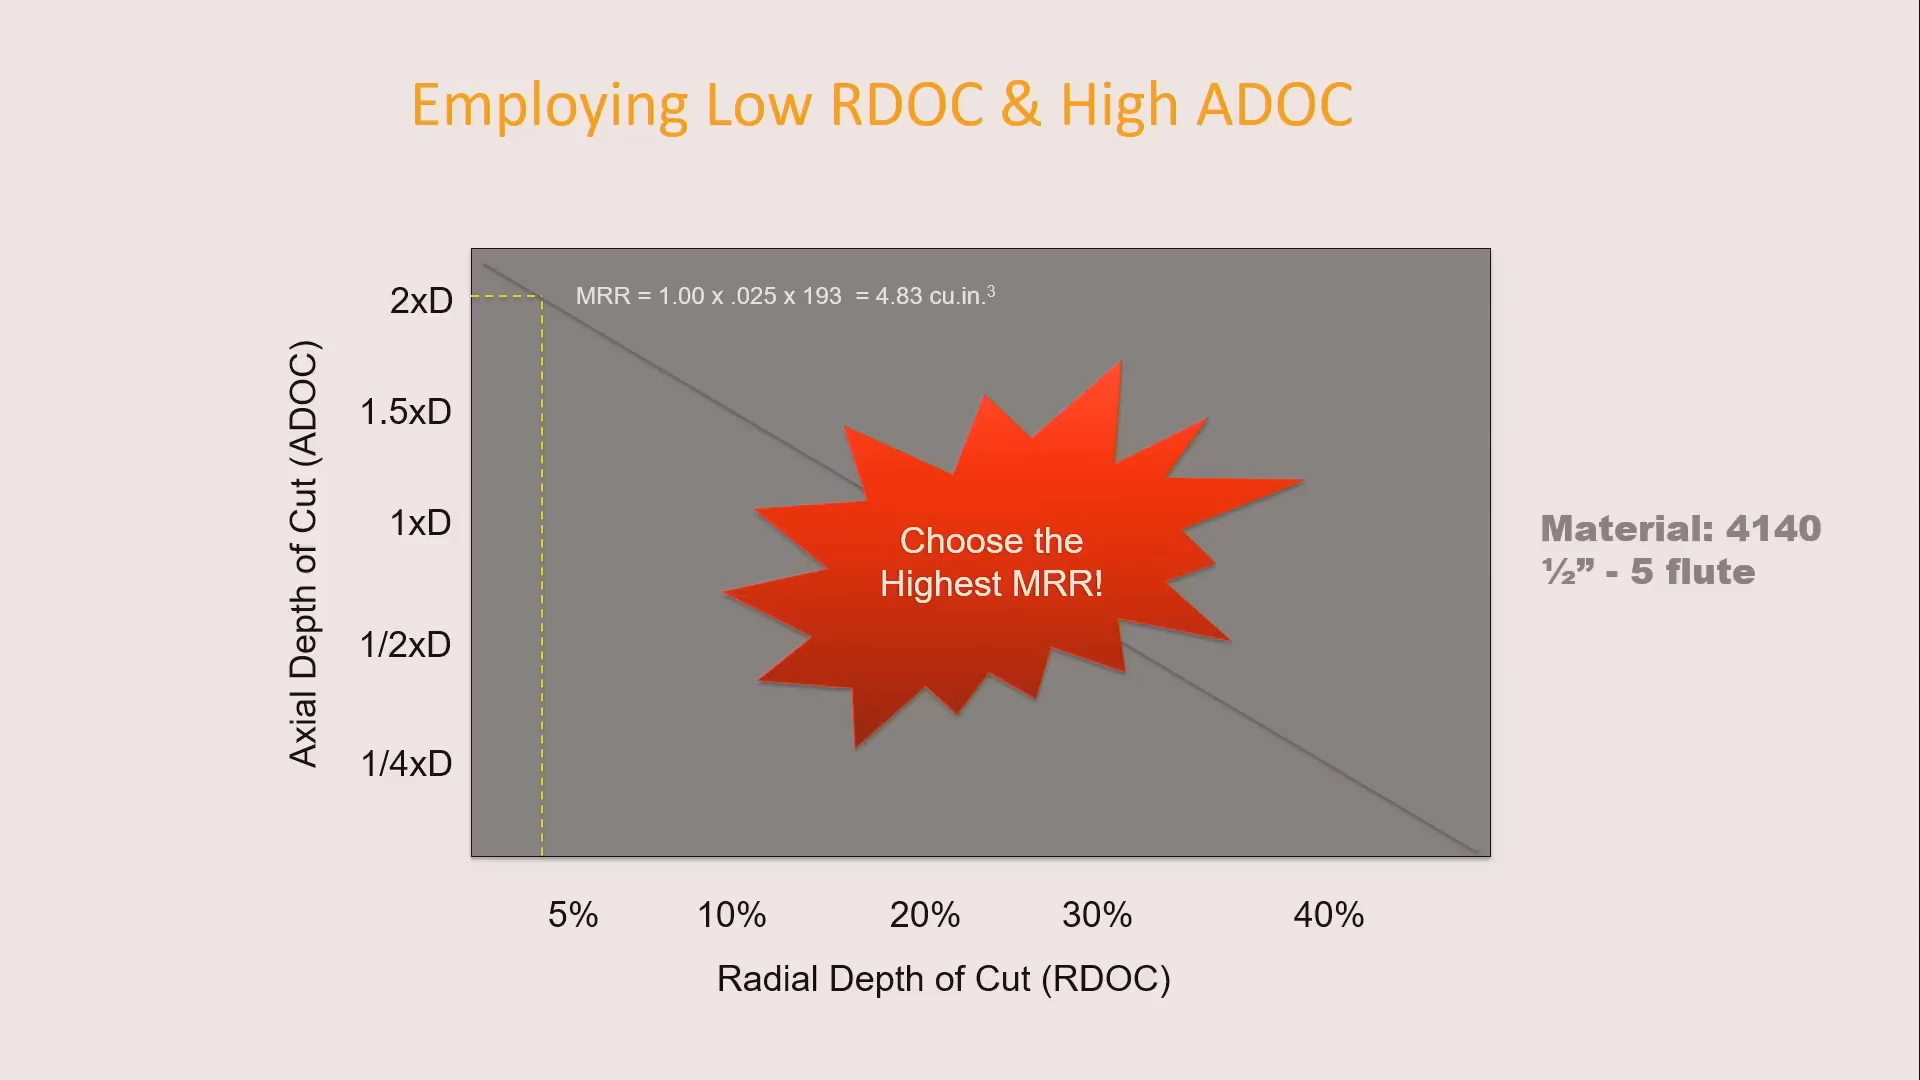 Employing Low RDOC & High ADOC
MRR = 1.00 x .025 x 193  = 4.83 cu.in.³
Axial Depth of Cut (ADOC)
2xD
1.5xD
1xD
1/2xD
1/4xD
Choose the
Highest MRR!
Material: 4140
½” - 5 flute
5% 10% 20% 30% 40%
Radial Depth of Cut (RDOC)